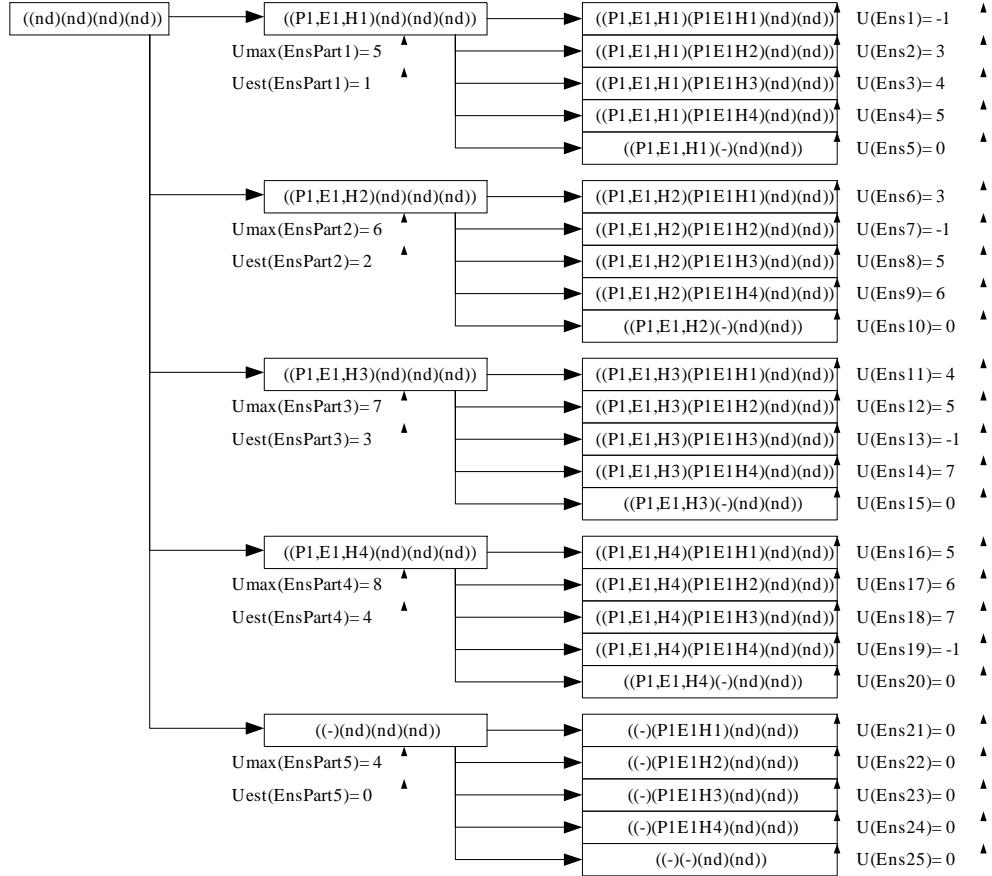 ((nd)(nd)(nd)(nd))
((P1,E1,H1)(nd)(nd)(nd))
((P1,E1,H1)(P1E1H1)(nd)(nd))
U(Ens1)= -1
Umax(EnsPart1)= 5
((P1,E1,H1)(P1E1H2)(nd)(nd))
U(Ens2)= 3
Uest(EnsPart1)= 1
((P1,E1,H1)(P1E1H3)(nd)(nd))
U(Ens3)= 4
((P1,E1,H1)(P1E1H4)(nd)(nd))
U(Ens4)= 5
((P1,E1,H1)(-)(nd)(nd))
U(Ens5)= 0
((P1,E1,H2)(nd)(nd)(nd))
((P1,E1,H2)(P1E1H1)(nd)(nd))
U(Ens6)= 3
Umax(EnsPart2)= 6
((P1,E1,H2)(P1E1H2)(nd)(nd))
U(Ens7)= -1
Uest(EnsPart2)= 2
((P1,E1,H2)(P1E1H3)(nd)(nd))
U(Ens8)= 5
((P1,E1,H2)(P1E1H4)(nd)(nd))
U(Ens9)= 6
((P1,E1,H2)(-)(nd)(nd))
U(Ens10)= 0
((P1,E1,H3)(nd)(nd)(nd))
((P1,E1,H3)(P1E1H1)(nd)(nd))
U(Ens11)= 4
Umax(EnsPart3)= 7
((P1,E1,H3)(P1E1H2)(nd)(nd))
U(Ens12)= 5
Uest(EnsPart3)= 3
((P1,E1,H3)(P1E1H3)(nd)(nd))
U(Ens13)= -1
((P1,E1,H3)(P1E1H4)(nd)(nd))
U(Ens14)= 7
((P1,E1,H3)(-)(nd)(nd))
U(Ens15)= 0
((P1,E1,H4)(nd)(nd)(nd))
((P1,E1,H4)(P1E1H1)(nd)(nd))
U(Ens16)= 5
Umax(EnsPart4)= 8
((P1,E1,H4)(P1E1H2)(nd)(nd))
U(Ens17)= 6
Uest(EnsPart4)= 4
((P1,E1,H4)(P1E1H3)(nd)(nd))
U(Ens18)= 7
((P1,E1,H4)(P1E1H4)(nd)(nd))
U(Ens19)= -1
((P1,E1,H4)(-)(nd)(nd))
U(Ens20)= 0
((-)(nd)(nd)(nd))
((-)(P1E1H1)(nd)(nd))
U(Ens21)= 0
Umax(EnsPart5)= 4
((-)(P1E1H2)(nd)(nd))
U(Ens22)= 0
Uest(EnsPart5)= 0
((-)(P1E1H3)(nd)(nd))
U(Ens23)= 0
((-)(P1E1H4)(nd)(nd))
U(Ens24)= 0
((-)(-)(nd)(nd))
U(Ens25)= 0